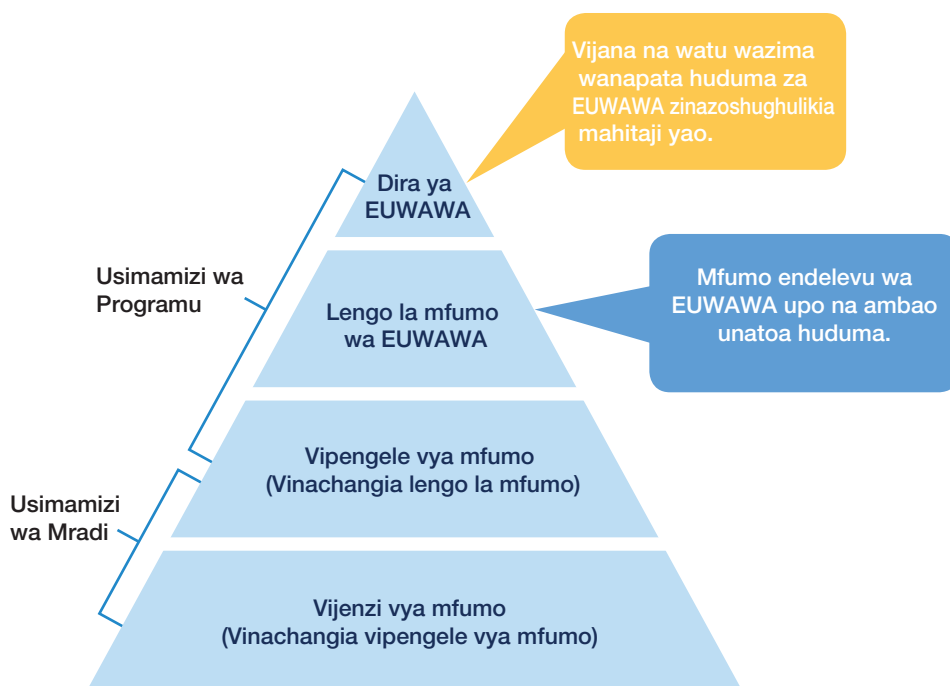 Vijana na watu wazima
wanapata huduma za
EUWAWA zinazoshughulikia
mahitaji yao.
Dira ya
EUWAWA
Usimamizi wa
Programu
Lengo la mfumo
wa EUWAWA
Mfumo endelevu wa
EUWAWA upo na ambao
unatoa huduma.
Vipengele vya mfumo
(Vinachangia lengo la mfumo)
Usimamizi
wa Mradi
Vijenzi vya mfumo
(Vinachangia vipengele vya mfumo)